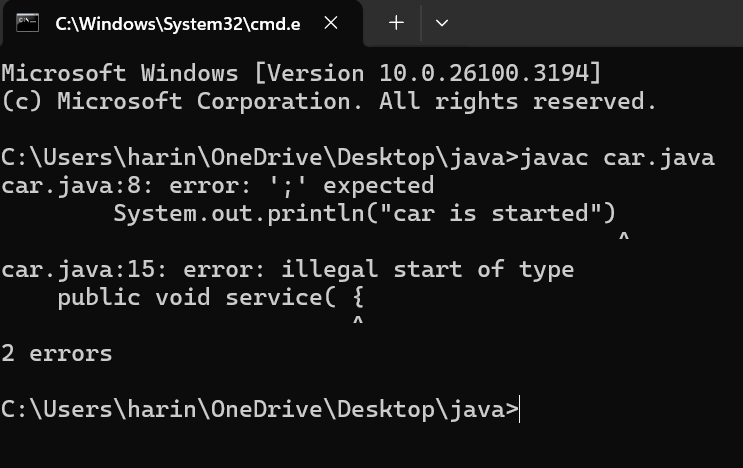 C:\Windows\System32\cmd.e
Microsoft Windows [Version 10.0.26100.3194]
(c) Microsoft Corporation. All rights reserved.
C:\Users\harin\OneDrive\Desktop\java>javac car.java
car.java:8: error: ';' expected
        System.out.println("car is started")
                                            ^
car.java:15: error: illegal start of type
    public void service( {
                         ^
2 errors
C:\Users\harin\OneDrive\Desktop\java>